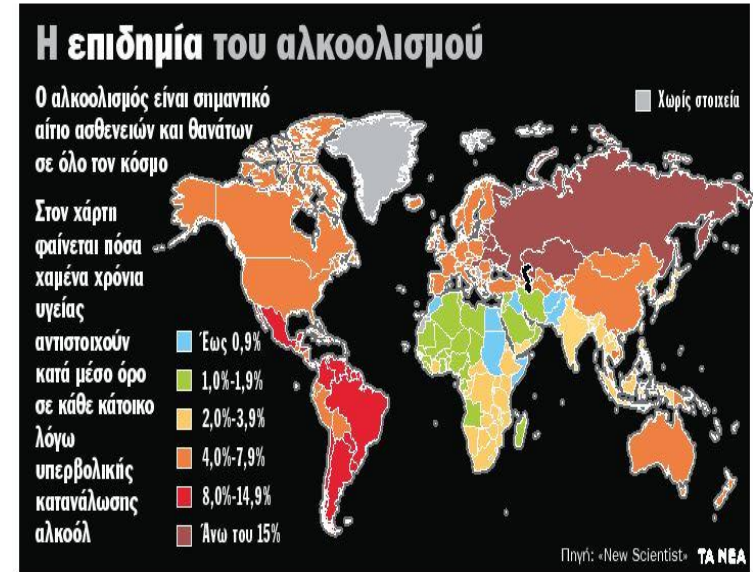 Η επιδημία του αλκοολισμού
Ο αλκοολισμός είναι σημαντικό
αίτιο ασθενειών και θανάτων
σε όλο τον κόσμο
Στον χάρτη
φαίνεται πόσα
χαμένα χρόνια
υγείας
αντιστοιχούν
κατά μέσο όρο
σε κάθε κάτοικο
λόγω
υπερβολικής
κατανάλωσης
αλκοόλ
Χωρίς στοιχεία
Έως 0,9%
1,0%-1,9%
2,0%-3,9%
4,0%-7,9%
8,0%-14,9%
Άνω του 15%
Πηγή: «New Scientist» ΤΑ ΝΕΑ